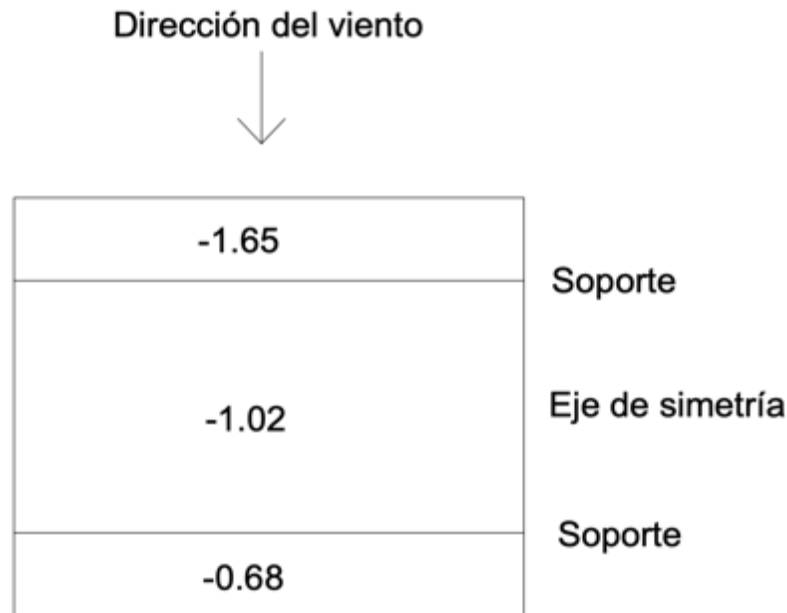 Dirección del viento
-1.65
Soporte
-1.02
Eje de simetría
Soporte
-0.68